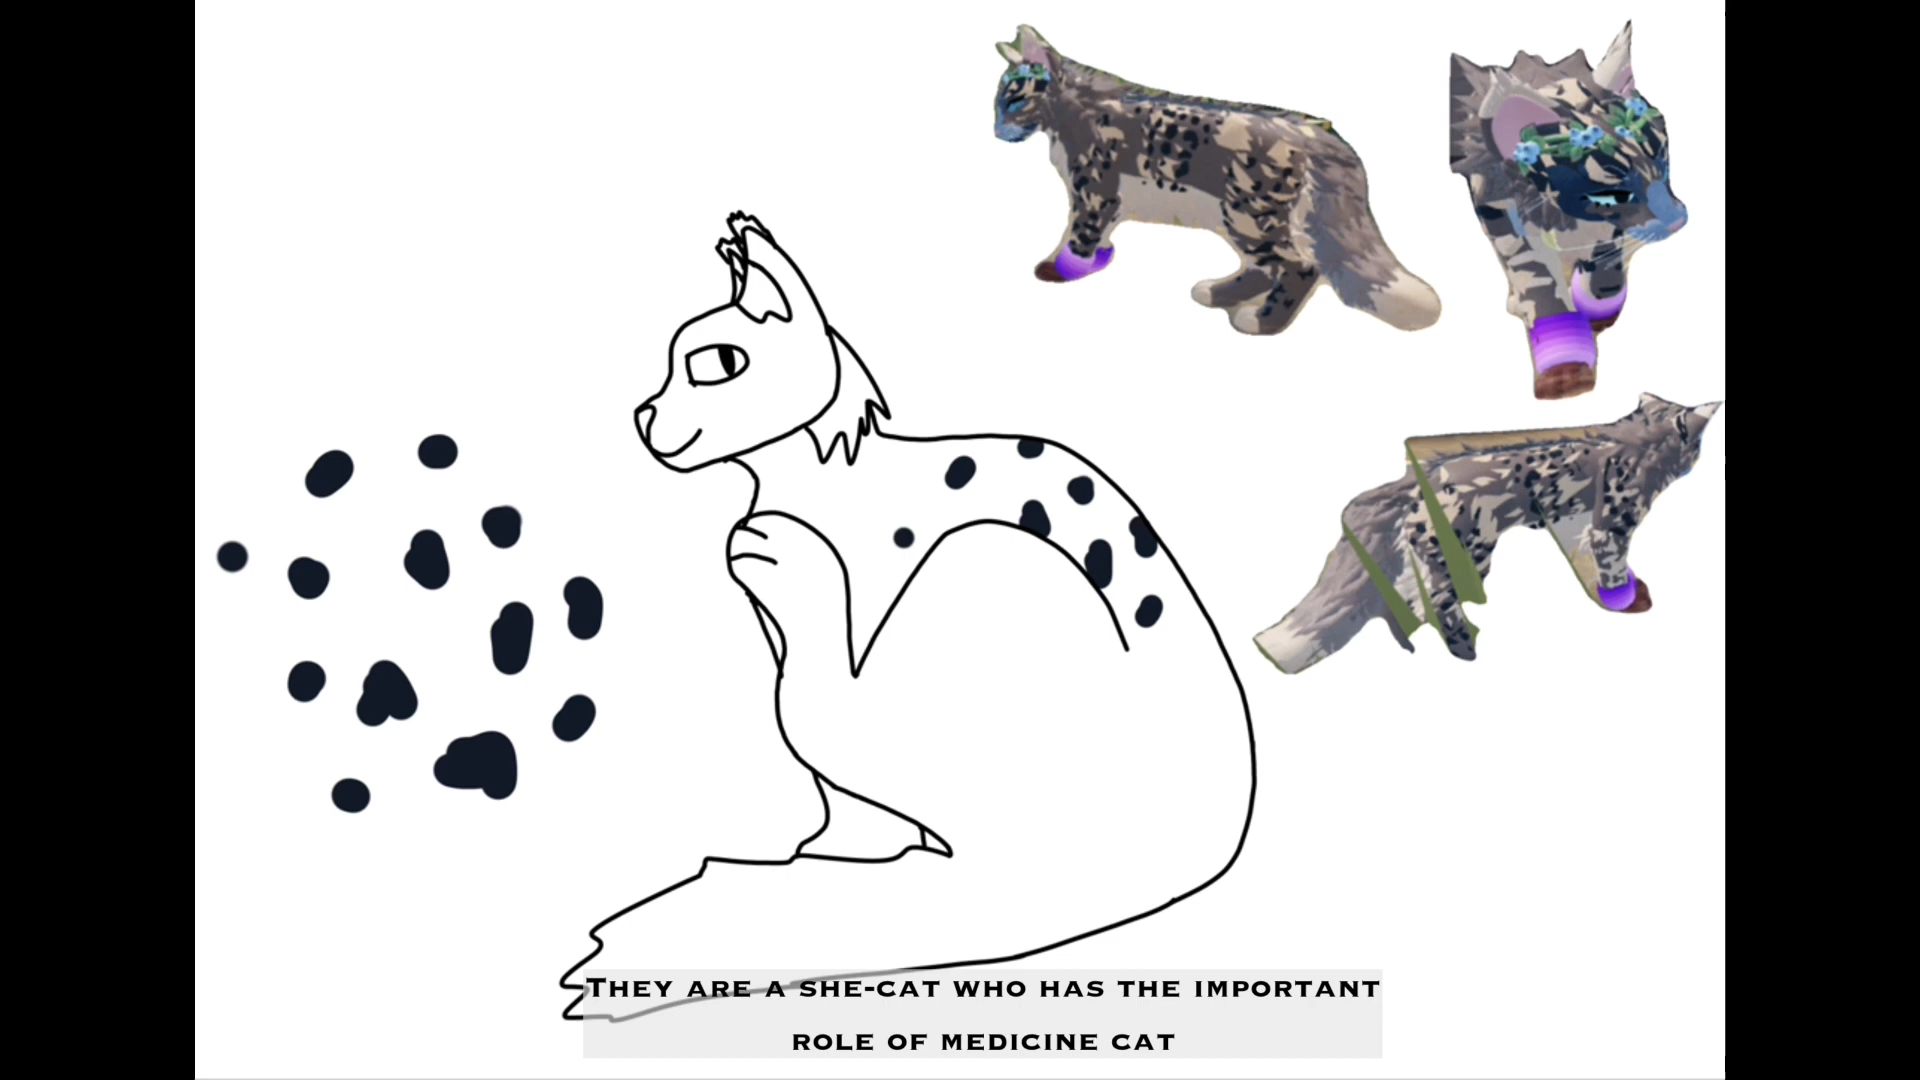 They are a she-cat who has the important
role of medicine cat